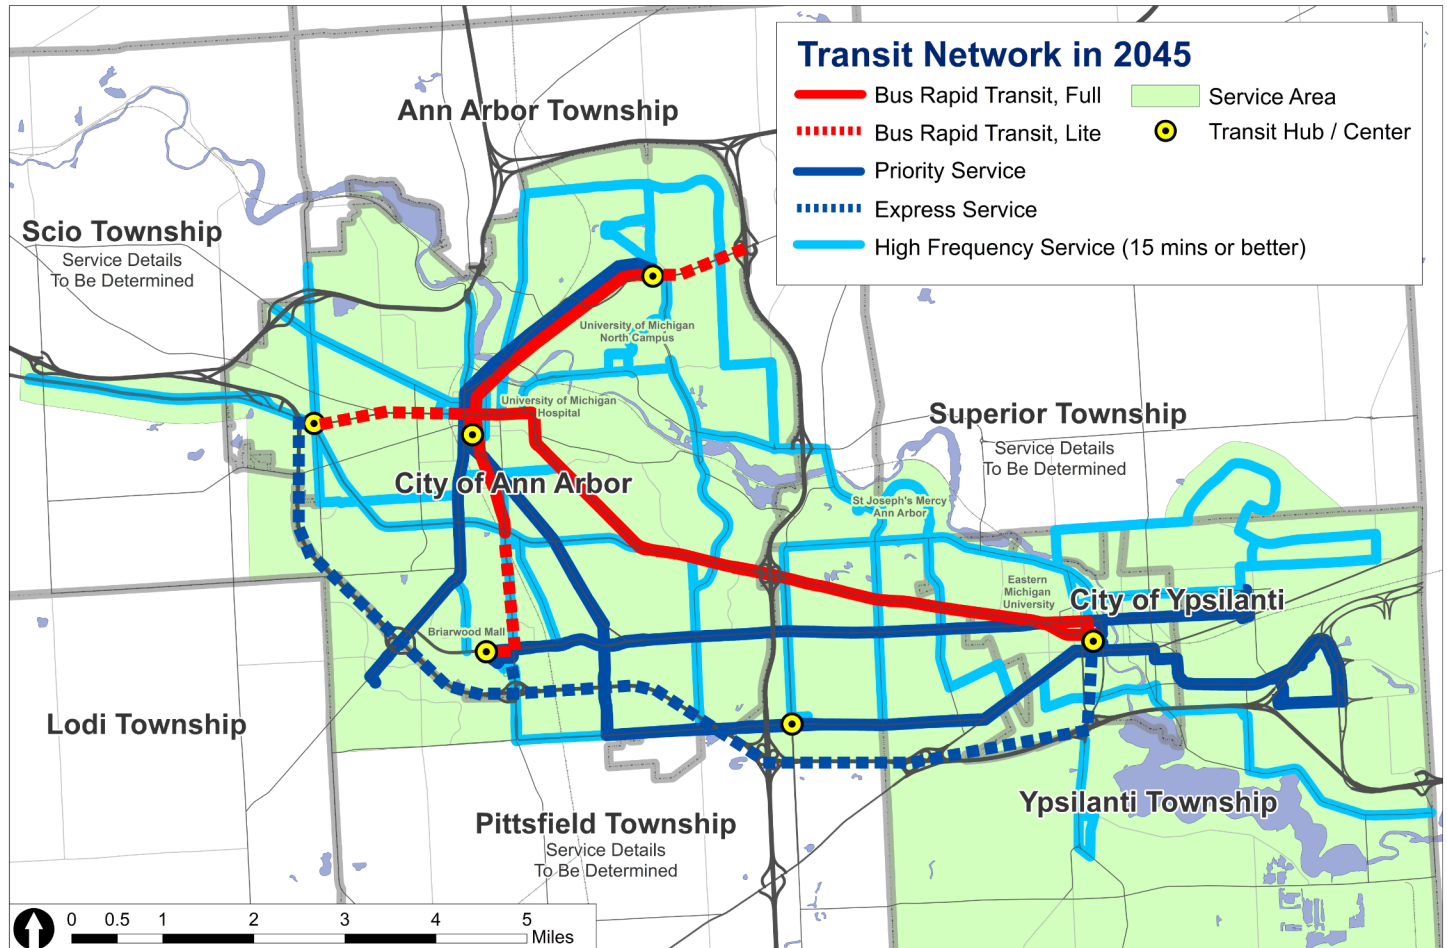 Transit Network in 2045
Bus Rapid Transit, Full
Bus Rapid Transit, Lite
Priority Service
Express Service
High Frequency Service (15 mins or better)
Service Area
Transit Hub / Center
Ann Arbor Township
Scio Township
Service Details
To Be Determined
University of Michigan
North Campus
University of Michigan
Hospital
Superior Township
Service Details
To Be Determined
City of Ann Arbor
St Joseph's Mercy
Ann Arbor
Eastern
Michigan
University
City of Ypsilanti
Briarwood Mall
Lodi Township
Ypsilanti Township
Pittsfield Township
Service Details
To Be Determined
0 0.5 1 2 3 4 5
Miles